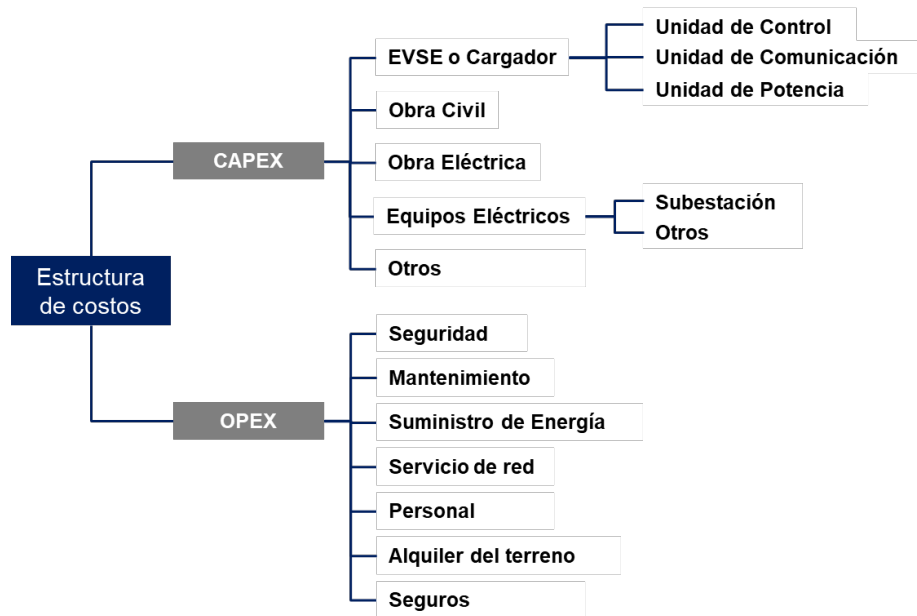 Estructura
de costos
CAPEX
EVSE o Cargador
Unidad de Control
Unidad de Comunicación
Unidad de Potencia
Obra Civil
Obra Eléctrica
Equipos Eléctricos
Subestación
Otros
Otros
OPEX
Seguridad
Mantenimiento
Suministro de Energía
Servicio de red
Personal
Alquiler del terreno
Seguros